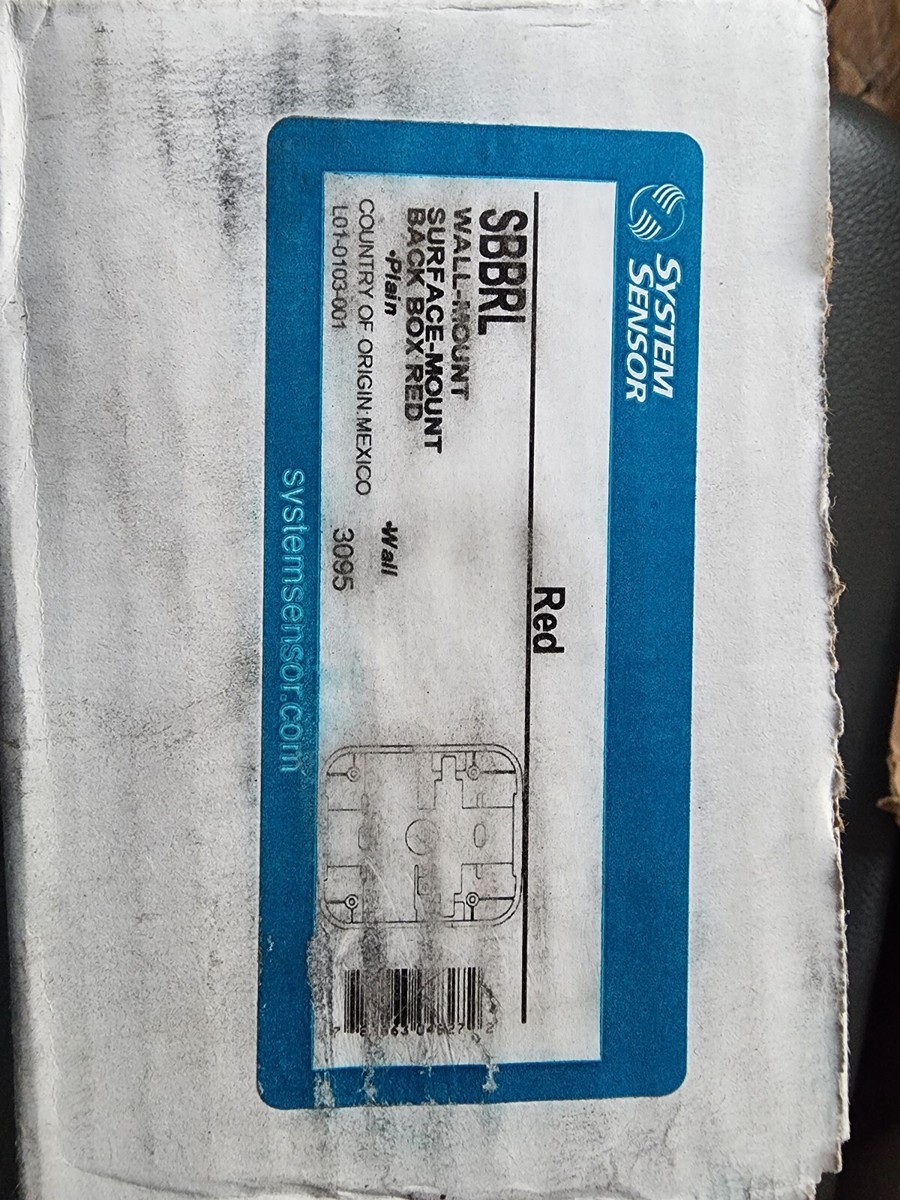 SYSTEM
SENSOR
Red
SBBRL
WALL-MOUNT
SURFACE-MOUNT
BACK BOX RED
•Plain
•Wall
COUNTRY OF ORIGIN:MEXICO
L01-0103-001
3095
systemsensor.com